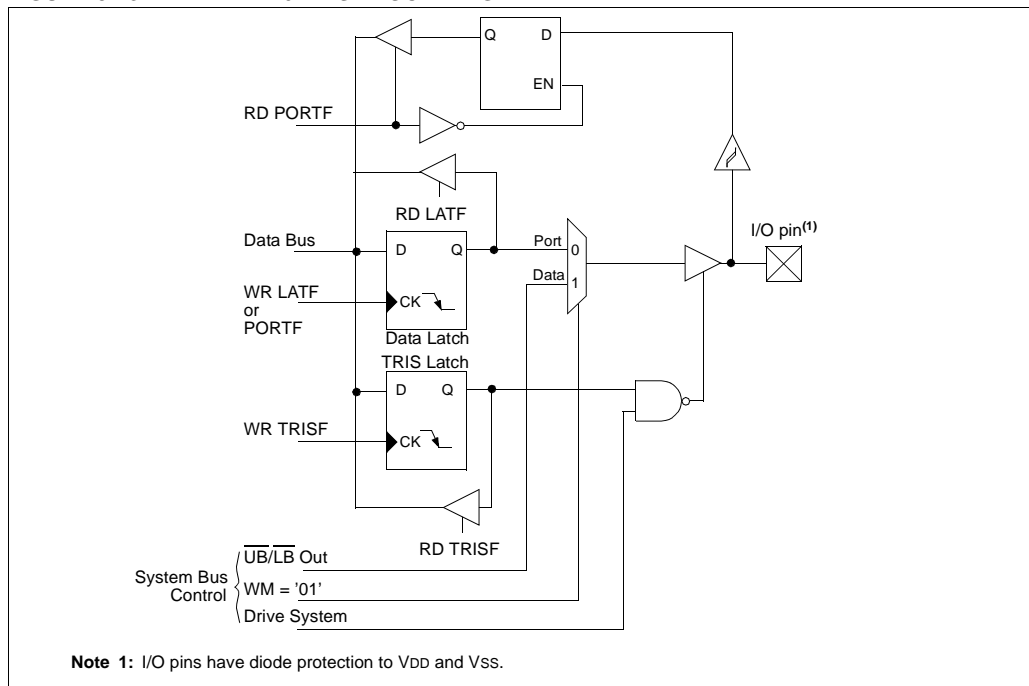 Q D
EN
RD PORTF
RD LATF
I/O pin(1)
Data Bus
D Q
Port 0
Data 1
WR LATF
or
PORTF
CK
Data Latch
TRIS Latch
D Q
WR TRISF
CK
RD TRISF
UB/LB Out
System Bus
Control
WM = '01'
Drive System
Note 1: I/O pins have diode protection to VDD and VSS.